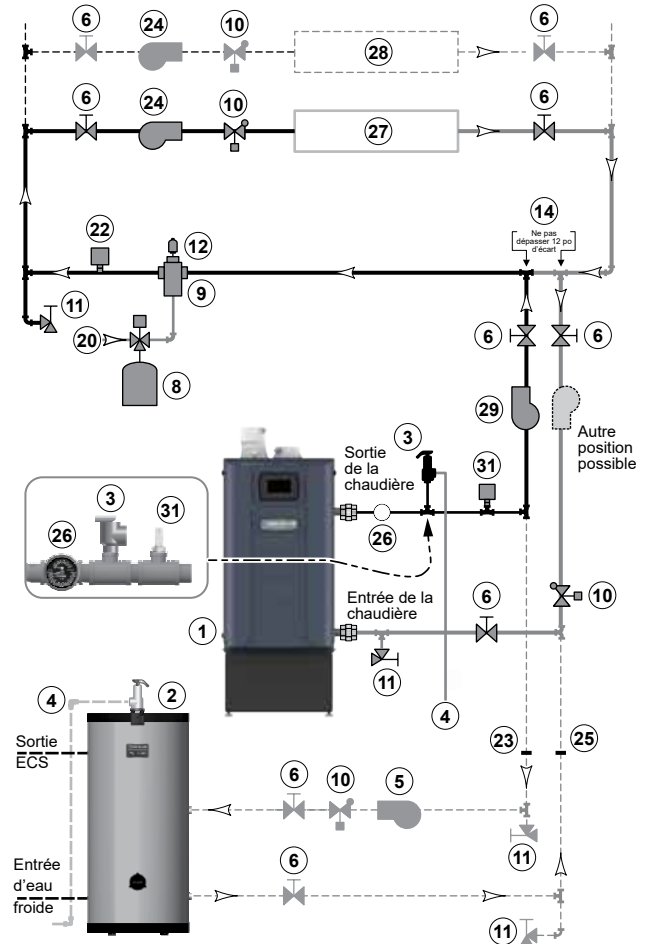 6
24
10
6
28
6
24
10
6
27
22
12
14
Ne pas
dépasser 12 po
d'écart
9
11
20
8
6
6
29
Autre
position
possible
Sortie
de la
chaudière
3
31
26
3
31
26
Entrée de la
chaudière
6
10
1
11
4
4
2
23
25
Sortie
ECS
6
10
5
11
6
Entrée
d'eau
froide
11